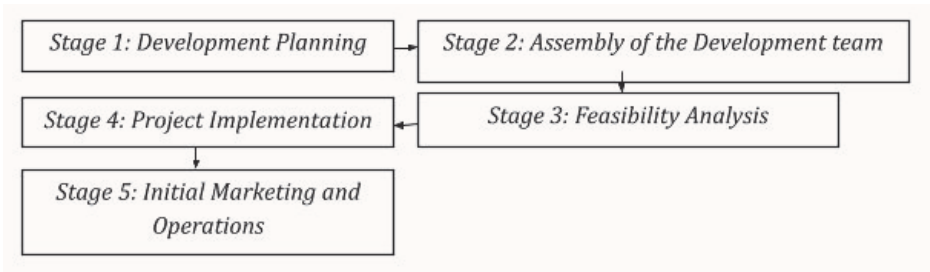 Stage 1: Development Planning
Stage 2: Assembly of the Development team
Stage 3: Feasibility Analysis
Stage 4: Project Implementation
Stage 5: Initial Marketing and
Operations